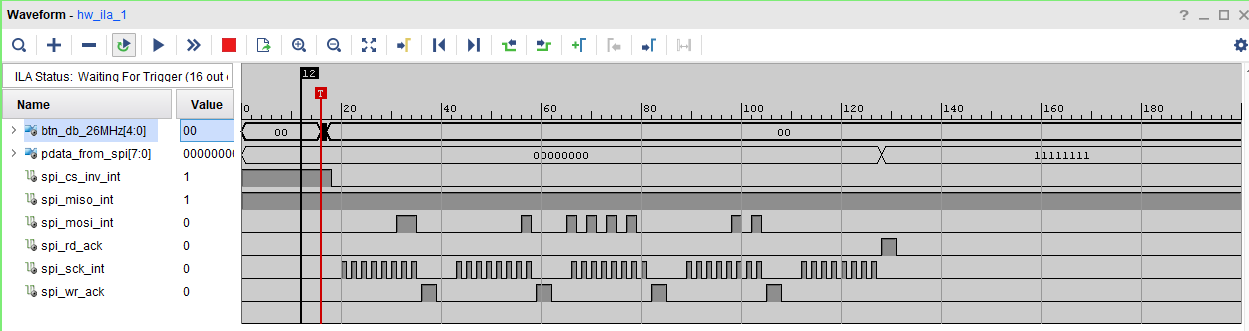 Waveform - hw_ila_1
ILA Status: Waiting For Trigger (16 out
12
T
Name Value
0 20 40 60 80 100 120 140 160 180
btn_db_26MHz[4:0] 00 00 00
pdata_from_spi[7:0] 00000000 00000000 11111111
spi_cs_inv_int 1
spi_miso_int 1
spi_mosi_int 0
spi_rd_ack 0
spi_sck_int 0
spi_wr_ack 0